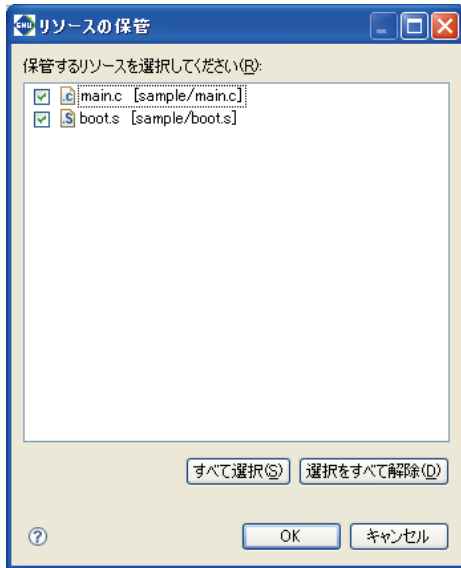 GNU リソースの保管
保管するリソースを選択してください(R):
main.c [sample/main.c]
boot.s [sample/boot.s]
すべて選択(S) 選択をすべて解除(D)
OK キャンセル